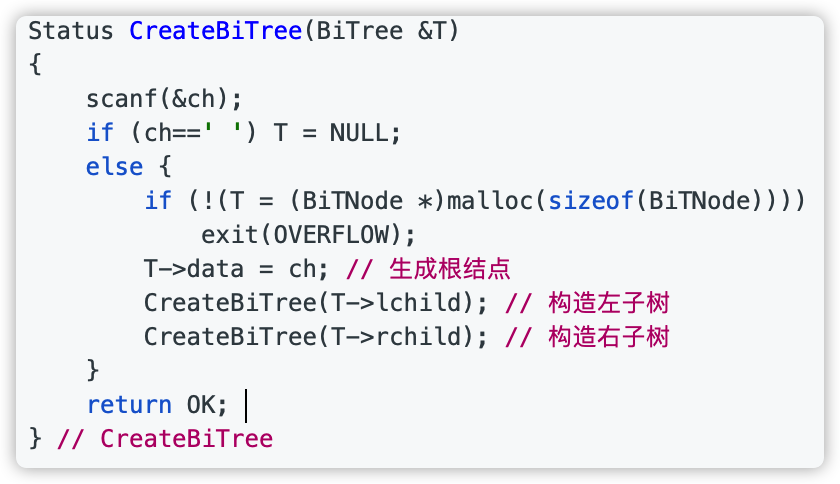 Status CreateBiTree(BiTree &T)
{
    scanf(&ch);
    if (ch==' ') T = NULL;
    else {
        if (!(T = (BiTNode *)malloc(sizeof(BiTNode))))
            exit(OVERFLOW);
        T->data = ch; // 生成根结点
        CreateBiTree(T->lchild); // 构造左子树
        CreateBiTree(T->rchild); // 构造右子树
    }
    return OK;
} // CreateBiTree